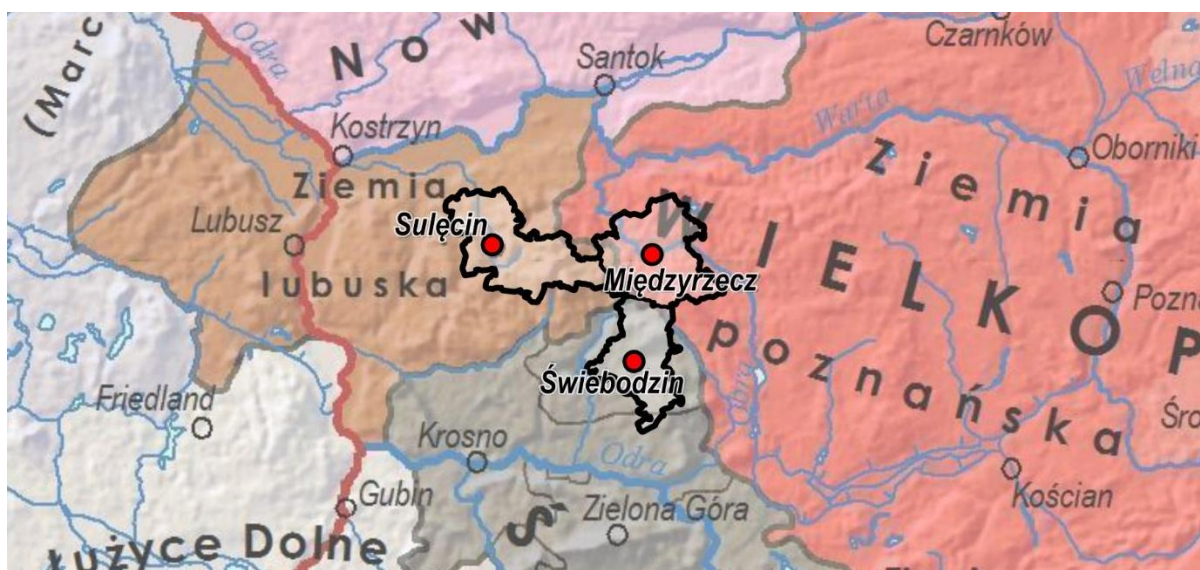 Czarnków
Santok
Now
Odra
(Marc
Wełna
Warta
Kostrzyn
Oborniki
Ziemia
Ziemia
Lubusz
Sulęcin
lubuska
Międzyrzecz
WIELKOP
Pozn
poznańska
Świebodzin
Friedland
Obra
Śro
Krosno
Odra
Gubin
Kościan
Zielona Góra
Ś
Łużyce Dolne